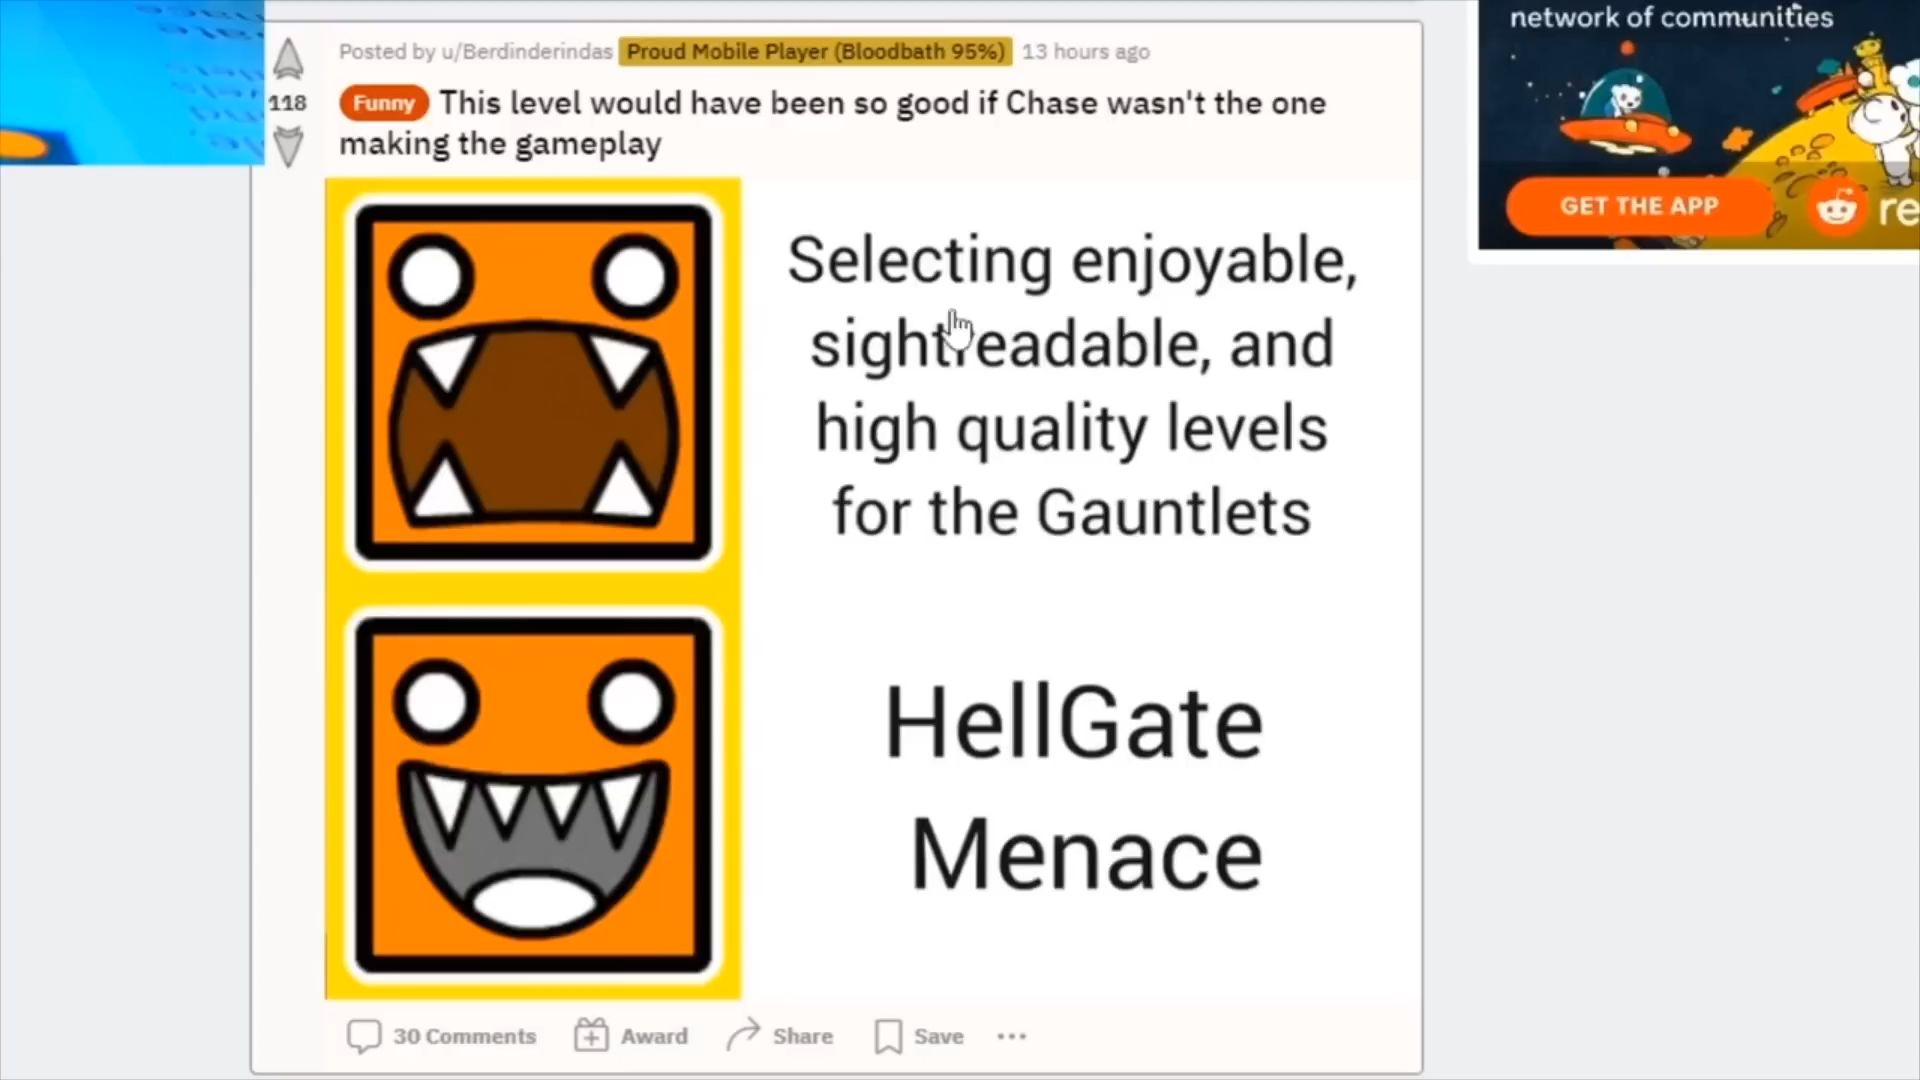 network of communities
Posted by u/Berdinderindas Proud Mobile Player (Bloodbath 95%) 13 hours ago
118
Funny This level would have been so good if Chase wasn't the one
making the gameplay
GET THE APP
re
Selecting enjoyable,
sightreadable, and
high quality levels
for the Gauntlets
HellGate
Menace
30 Comments Award Share Save